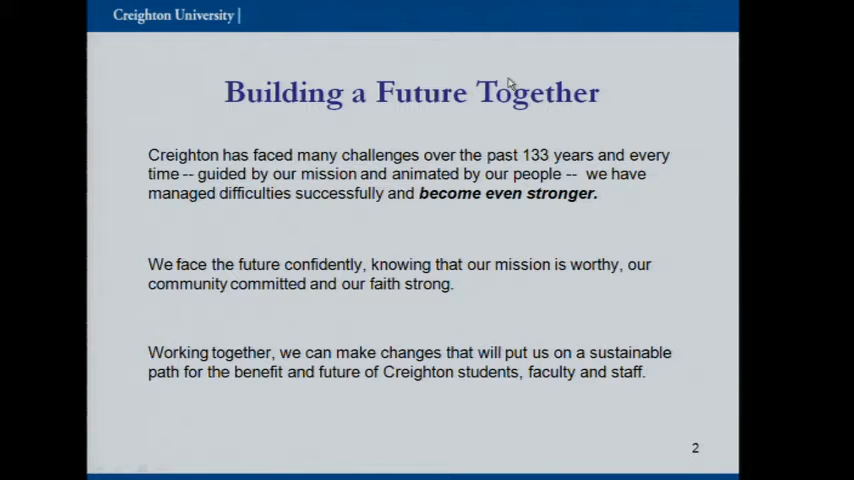 Creighton University |
Building a Future Together
Creighton has faced many challenges over the past 133 years and every
time -- guided by our mission and animated by our people -- we have
managed difficulties successfully and become even stronger.
We face the future confidently, knowing that our mission is worthy, our
community committed and our faith strong.
Working together, we can make changes that will put us on a sustainable
path for the benefit and future of Creighton students, faculty and staff.
2